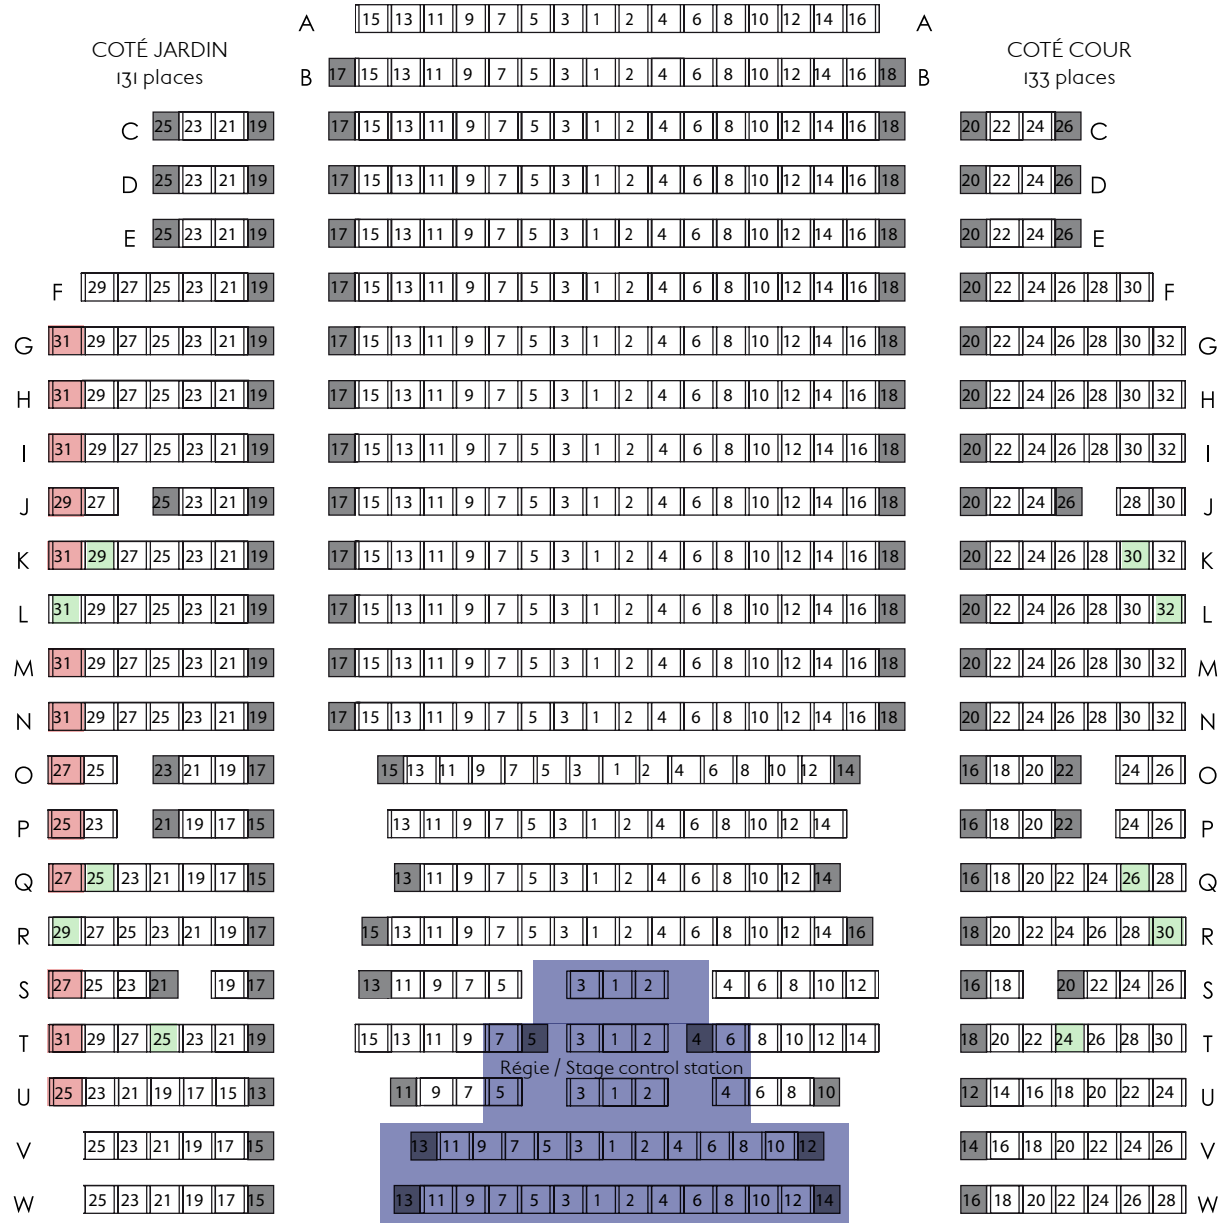 A 15 13 11 9 7 5 3 1 2 4 6 8 10 12 14 16 A
COTÉ JARDIN
131 places
COTÉ COUR
133 places
B 17 15 13 11 9 7 5 3 1 2 4 6 8 10 12 14 16 18 B
C 25 23 21 19 17 15 13 11 9 7 5 3 1 2 4 6 8 10 12 14 16 18 20 22 24 26 C
D 25 23 21 19 17 15 13 11 9 7 5 3 1 2 4 6 8 10 12 14 16 18 20 22 24 26 D
E 25 23 21 19 17 15 13 11 9 7 5 3 1 2 4 6 8 10 12 14 16 18 20 22 24 26 E
F 29 27 25 23 21 19 17 15 13 11 9 7 5 3 1 2 4 6 8 10 12 14 16 18 20 22 24 26 28 30 F
G 31 29 27 25 23 21 19 17 15 13 11 9 7 5 3 1 2 4 6 8 10 12 14 16 18 20 22 24 26 28 30 32 G
H 31 29 27 25 23 21 19 17 15 13 11 9 7 5 3 1 2 4 6 8 10 12 14 16 18 20 22 24 26 28 30 32 H
I 31 29 27 25 23 21 19 17 15 13 11 9 7 5 3 1 2 4 6 8 10 12 14 16 18 20 22 24 26 28 30 32 I
J 29 27 25 23 21 19 17 15 13 11 9 7 5 3 1 2 4 6 8 10 12 14 16 18 20 22 24 26 28 30 J
K 31 29 27 25 23 21 19 17 15 13 11 9 7 5 3 1 2 4 6 8 10 12 14 16 18 20 22 24 26 28 30 32 K
L 31 29 27 25 23 21 19 17 15 13 11 9 7 5 3 1 2 4 6 8 10 12 14 16 18 20 22 24 26 28 30 32 L
M 31 29 27 25 23 21 19 17 15 13 11 9 7 5 3 1 2 4 6 8 10 12 14 16 18 20 22 24 26 28 30 32 M
N 31 29 27 25 23 21 19 17 15 13 11 9 7 5 3 1 2 4 6 8 10 12 14 16 18 20 22 24 26 28 30 32 N
O 27 25 23 21 19 17 15 13 11 9 7 5 3 1 2 4 6 8 10 12 14 16 18 20 22 24 26 O
P 25 23 21 19 17 15 13 11 9 7 5 3 1 2 4 6 8 10 12 14 16 18 20 22 24 26 P
Q 27 25 23 21 19 17 15 13 11 9 7 5 3 1 2 4 6 8 10 12 14 16 18 20 22 24 26 28 Q
R 29 27 25 23 21 19 17 15 13 11 9 7 5 3 1 2 4 6 8 10 12 14 16 18 20 22 24 26 28 30 R
S 27 25 23 21 19 17 13 11 9 7 5 3 1 2 4 6 8 10 12 16 18 20 22 24 26 S
T 31 29 27 25 23 21 19 15 13 11 9 7 5 3 1 2 4 6 8 10 12 14 18 20 22 24 26 28 30 T
Régie / Stage control station
U 25 23 21 19 17 15 13 11 9 7 5 3 1 2 4 6 8 10 12 14 16 18 20 22 24 U
V 25 23 21 19 17 15 13 11 9 7 5 3 1 2 4 6 8 10 12 14 16 18 20 22 24 26 V
W 25 23 21 19 17 15 13 11 9 7 5 3 1 2 4 6 8 10 12 14 16 18 20 22 24 26 28 W